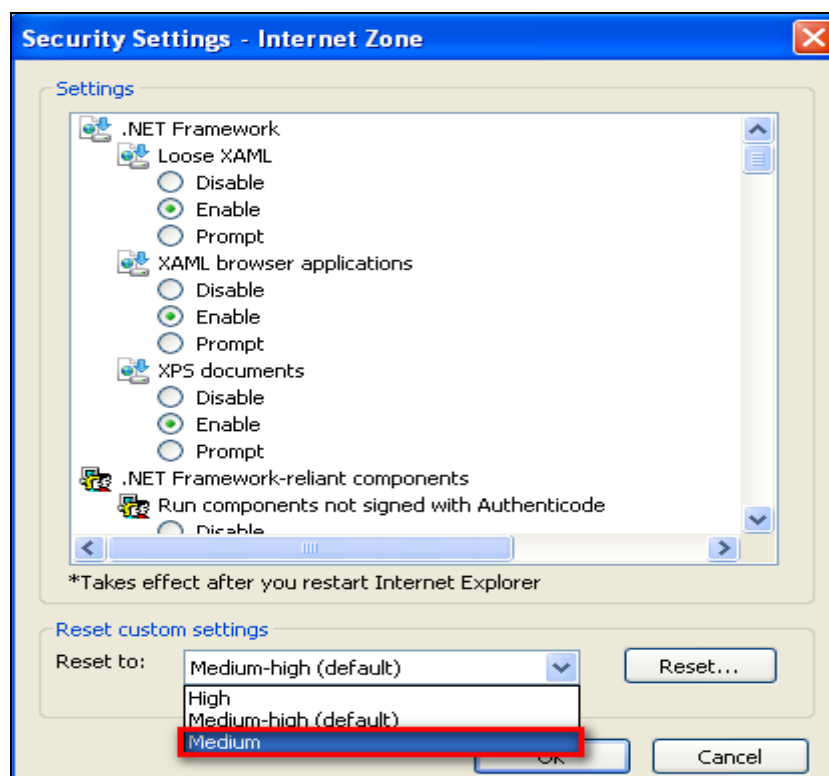 Security Settings - Internet Zone
Settings
.NET Framework
Loose XAML
Disable
Enable
Prompt
XAML browser applications
Disable
Enable
Prompt
XPS documents
Disable
Enable
Prompt
.NET Framework-reliant components
Run components not signed with Authenticode
Disable
*Takes effect after you restart Internet Explorer
Reset custom settings
Reset to: Medium-high (default) Reset...
High
Medium-high (default)
Medium
OK Cancel